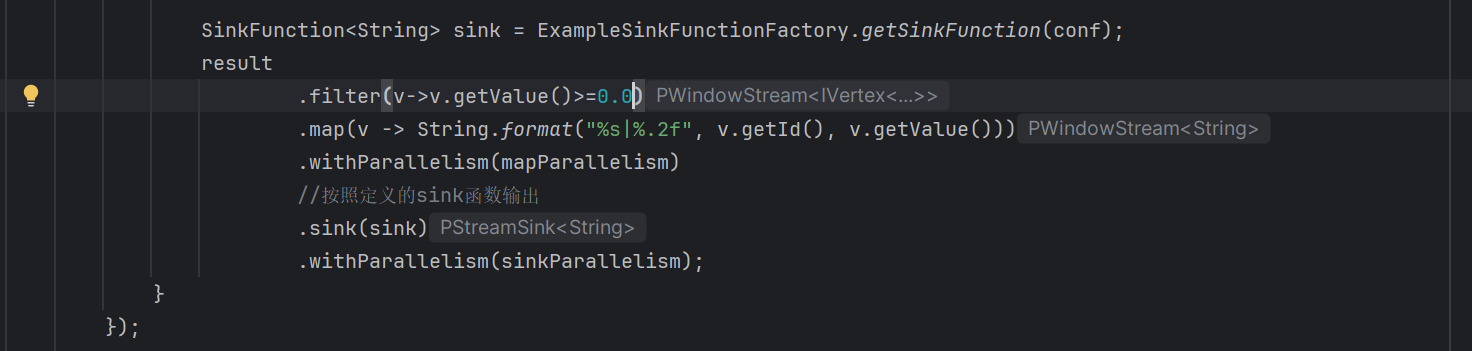 SinkFunction<String> sink = ExampleSinkFunctionFactory.getSinkFunction(conf);
result
.filter(v->v.getValue()>=0.0) PWindowStream<IVertex<...>>
.map(v -> String.format("%s|%.2f", v.getId(), v.getValue())) PWindowStream<String>
.withParallelism(mapParallelism)
//按照定义的sink函数输出
.sink(sink) PStreamSink<String>
.withParallelism(sinkParallelism);
}
});